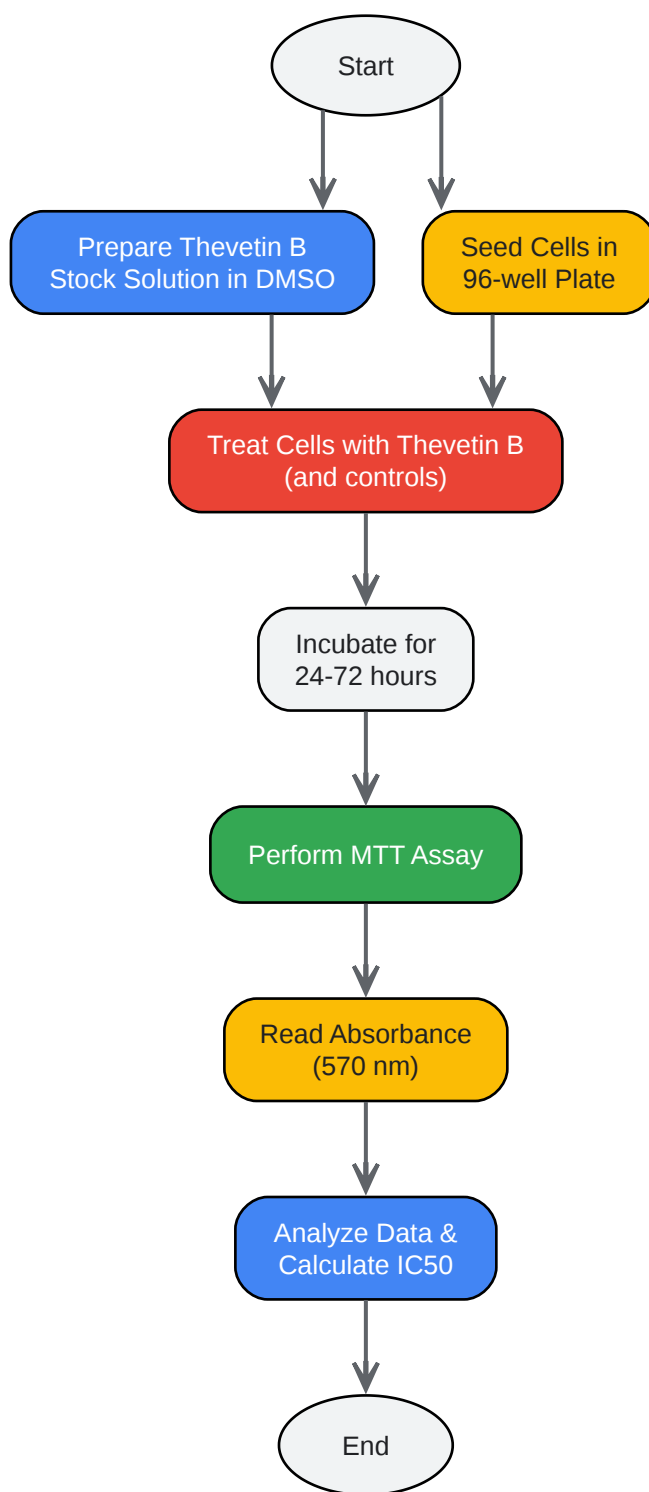 Start
Prepare Thevetin B
Stock Solution in DMSO
Seed Cells in
96-well Plate
Treat Cells with Thevetin B
(and controls)
Incubate for
24-72 hours
Perform MTT Assay
Read Absorbance
(570 nm)
Analyze Data &
Calculate IC50
End